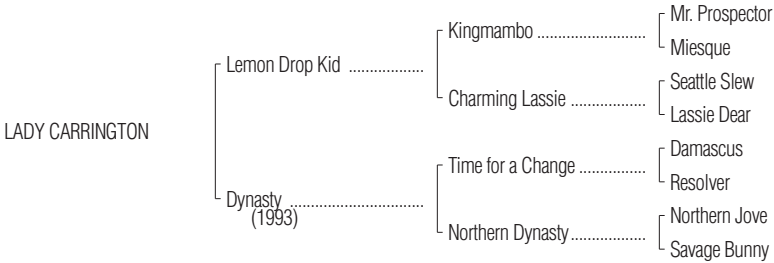 Mr. Prospector
Kingmambo ..........................
Miesque
Lemon Drop Kid ..................
Seattle Slew
Charming Lassie ..................
Lassie Dear
LADY CARRINGTON
Damascus
Time for a Change ................
Resolver
Dynasty ................................
(1993)
Northern Jove
Northern Dynasty ..................
Savage Bunny